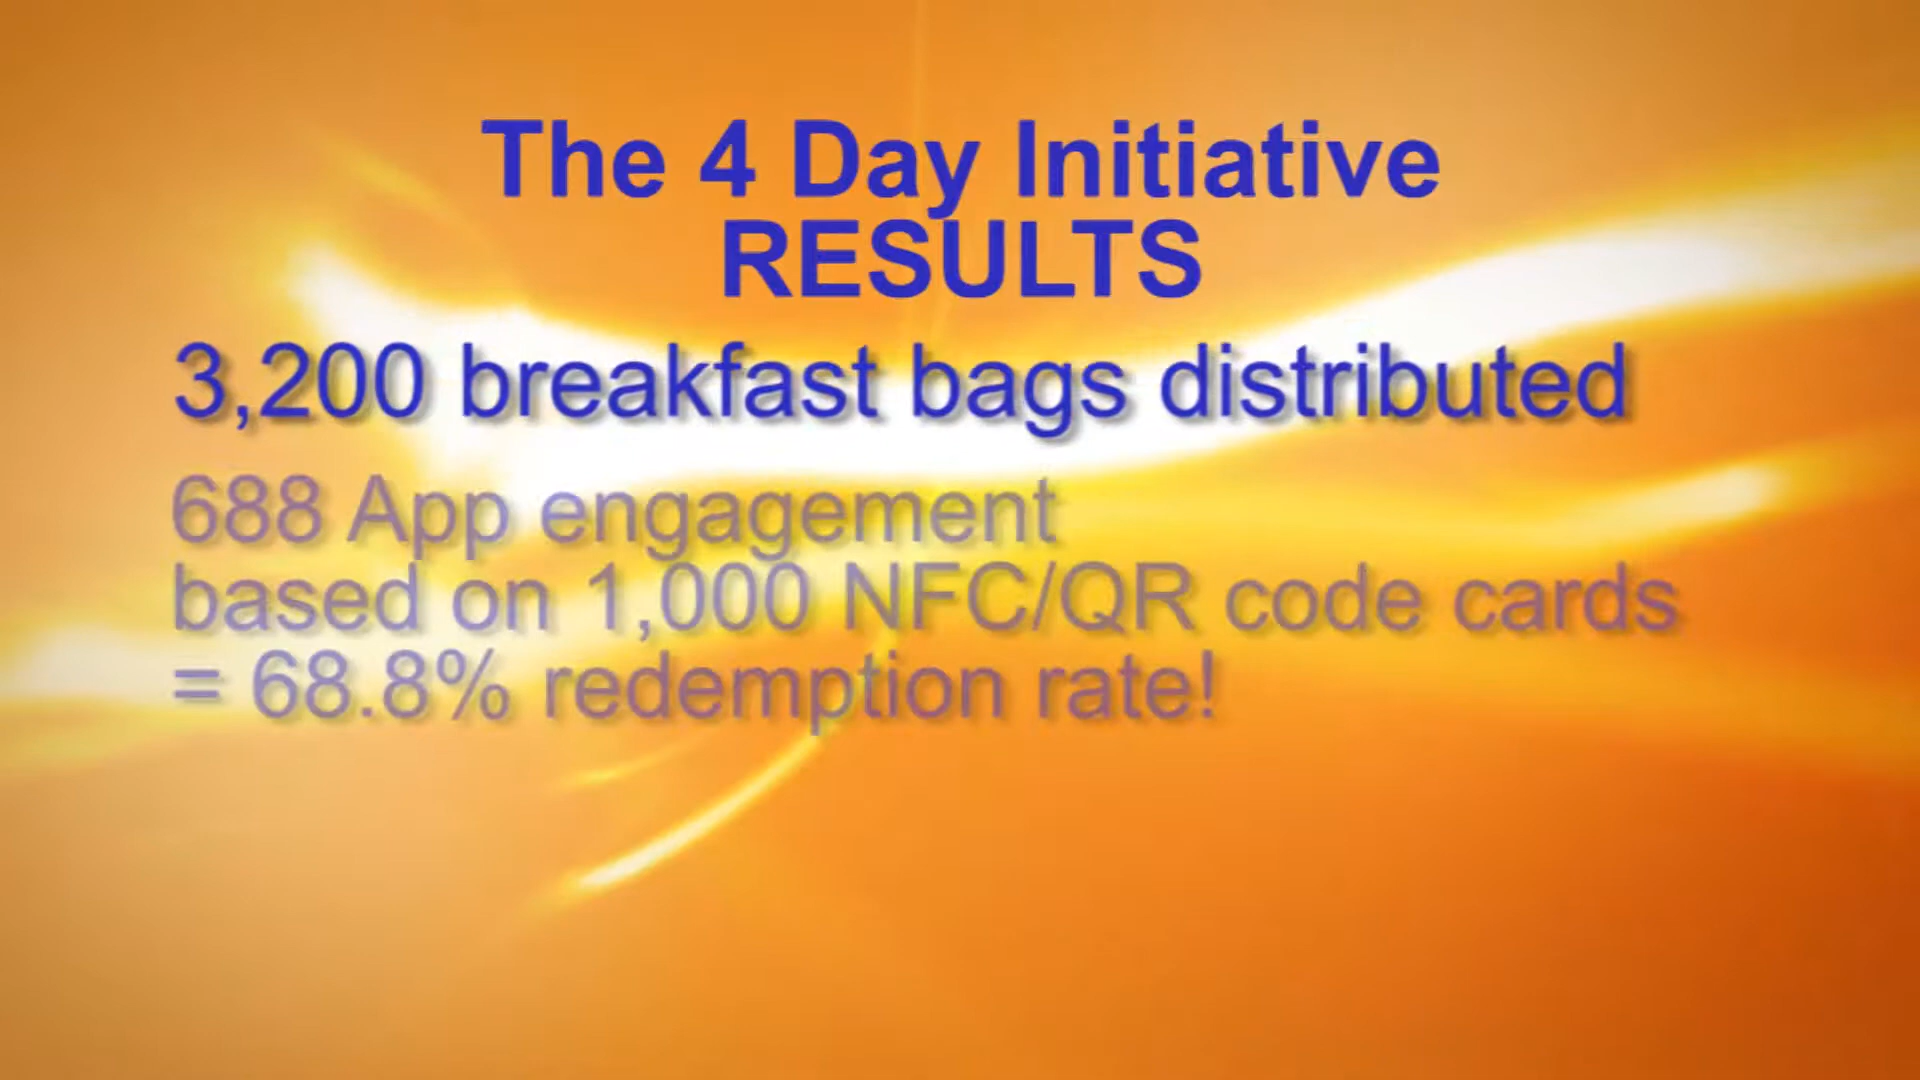 The 4 Day Initiative
RESULTS
3,200 breakfast bags distributed
688 App engagement
based on 1,000 NFC/QR code cards
= 68.8% redemption rate!